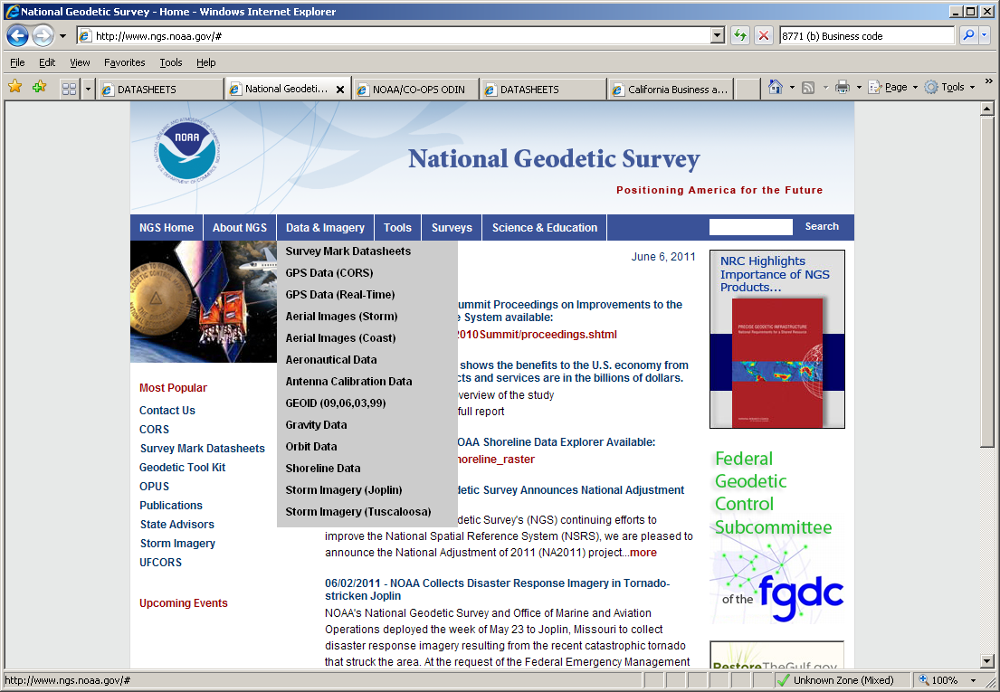 National Geodetic Survey - Home - Windows Internet Explorer
http://www.ngs.noaa.gov/#
8771 (b) Business code
File Edit View Favorites Tools Help
DATASHEETS
National Geodeti...
NOAA/CO-OPS ODIN
DATASHEETS
California Business a...
Page
Tools
NOAA
National Geodetic Survey
Positioning America for the Future
NGS Home
About NGS
Data & Imagery
Tools
Surveys
Science & Education
Search
Survey Mark Datasheets
GPS Data (CORS)
GPS Data (Real-Time)
Aerial Images (Storm)
Aerial Images (Coast)
Aeronautical Data
Antenna Calibration Data
GEOID (09,06,03,99)
Gravity Data
Orbit Data
Shoreline Data
Storm Imagery (Joplin)
Storm Imagery (Tuscaloosa)
Most Popular
Contact Us
CORS
Survey Mark Datasheets
Geodetic Tool Kit
OPUS
Publications
State Advisors
Storm Imagery
UFCORS
Upcoming Events
June 6, 2011
ummit Proceedings on Improvements to the
e System available:
2010Summit/proceedings.shtml
shows the benefits to the U.S. economy from
cts and services are in the billions of dollars.
overview of the study
full report
OAA Shoreline Data Explorer Available:
horeline_raster
detic Survey Announces National Adjustment
detic Survey's (NGS) continuing efforts to
improve the National Spatial Reference System (NSRS), we are pleased to
announce the National Adjustment of 2011 (NA2011) project...more
06/02/2011 - NOAA Collects Disaster Response Imagery in Tornado-
stricken Joplin
NOAA's National Geodetic Survey and Office of Marine and Aviation
Operations deployed the week of May 23 to Joplin, Missouri to collect
disaster response imagery resulting from the recent catastrophic tornado
that struck the area. At the request of the Federal Emergency Management
NRC Highlights
Importance of NGS
Products...
PRECISE GEODETIC INFRASTRUCTURE
National Requirements for a Shared Resource
Federal
Geodetic
Control
Subcommittee
of the fgdc
RestoreTheGulf.gov
http://www.ngs.noaa.gov/#
Unknown Zone (Mixed)
100%